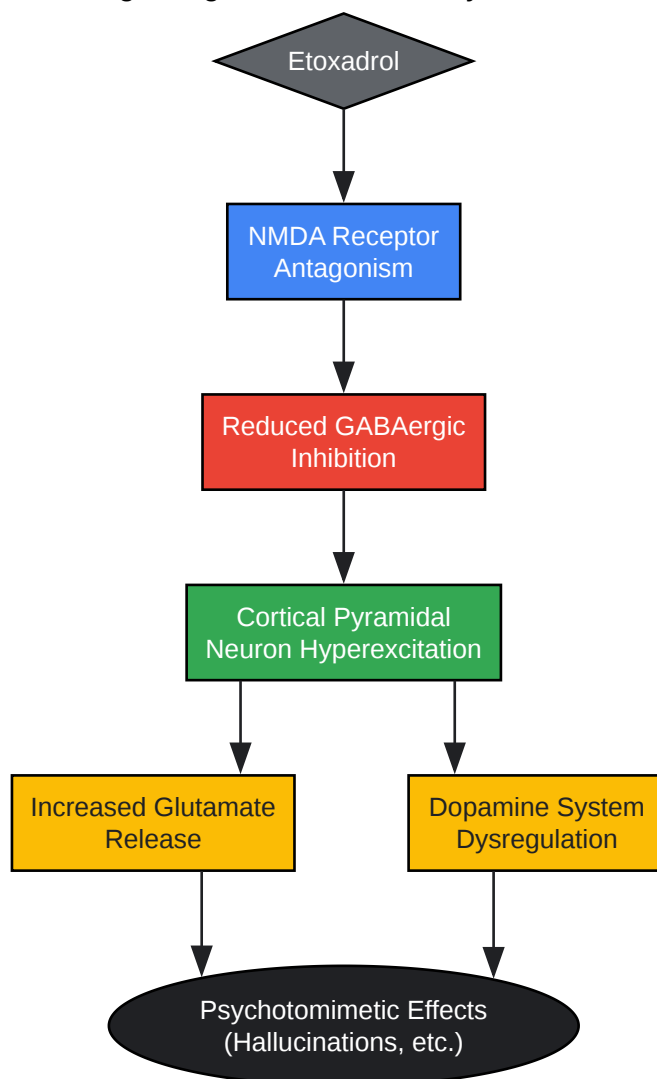 Etoxadrol
NMDA Receptor
Antagonism
Reduced GABAergic
Inhibition
Cortical Pyramidal
Neuron Hyperexcitation
Increased Glutamate
Release
Dopamine System
Dysregulation
Psychotomimetic Effects
(Hallucinations, etc.)